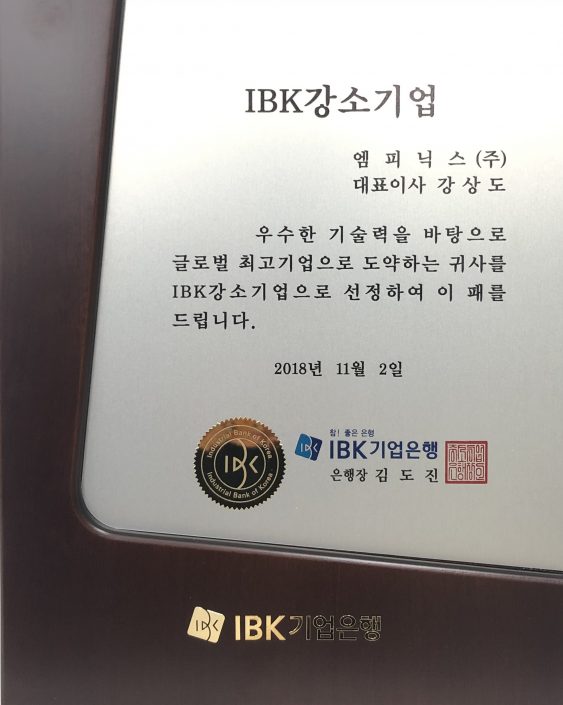 IBK강소기업
엠 피 닉 스 (주)
대표이사 강 상 도
우수한 기술력을 바탕으로
글로벌 최고기업으로 도약하는 귀사를
IBK강소기업으로 선정하여 이 패를
드립니다.
2018년 11월 2일
Industrial Bank of Korea
IBK
Industrial Bank of Korea
참! 좋은 은행
IBK기업은행
은행장 김 도 진
IBK기업은행